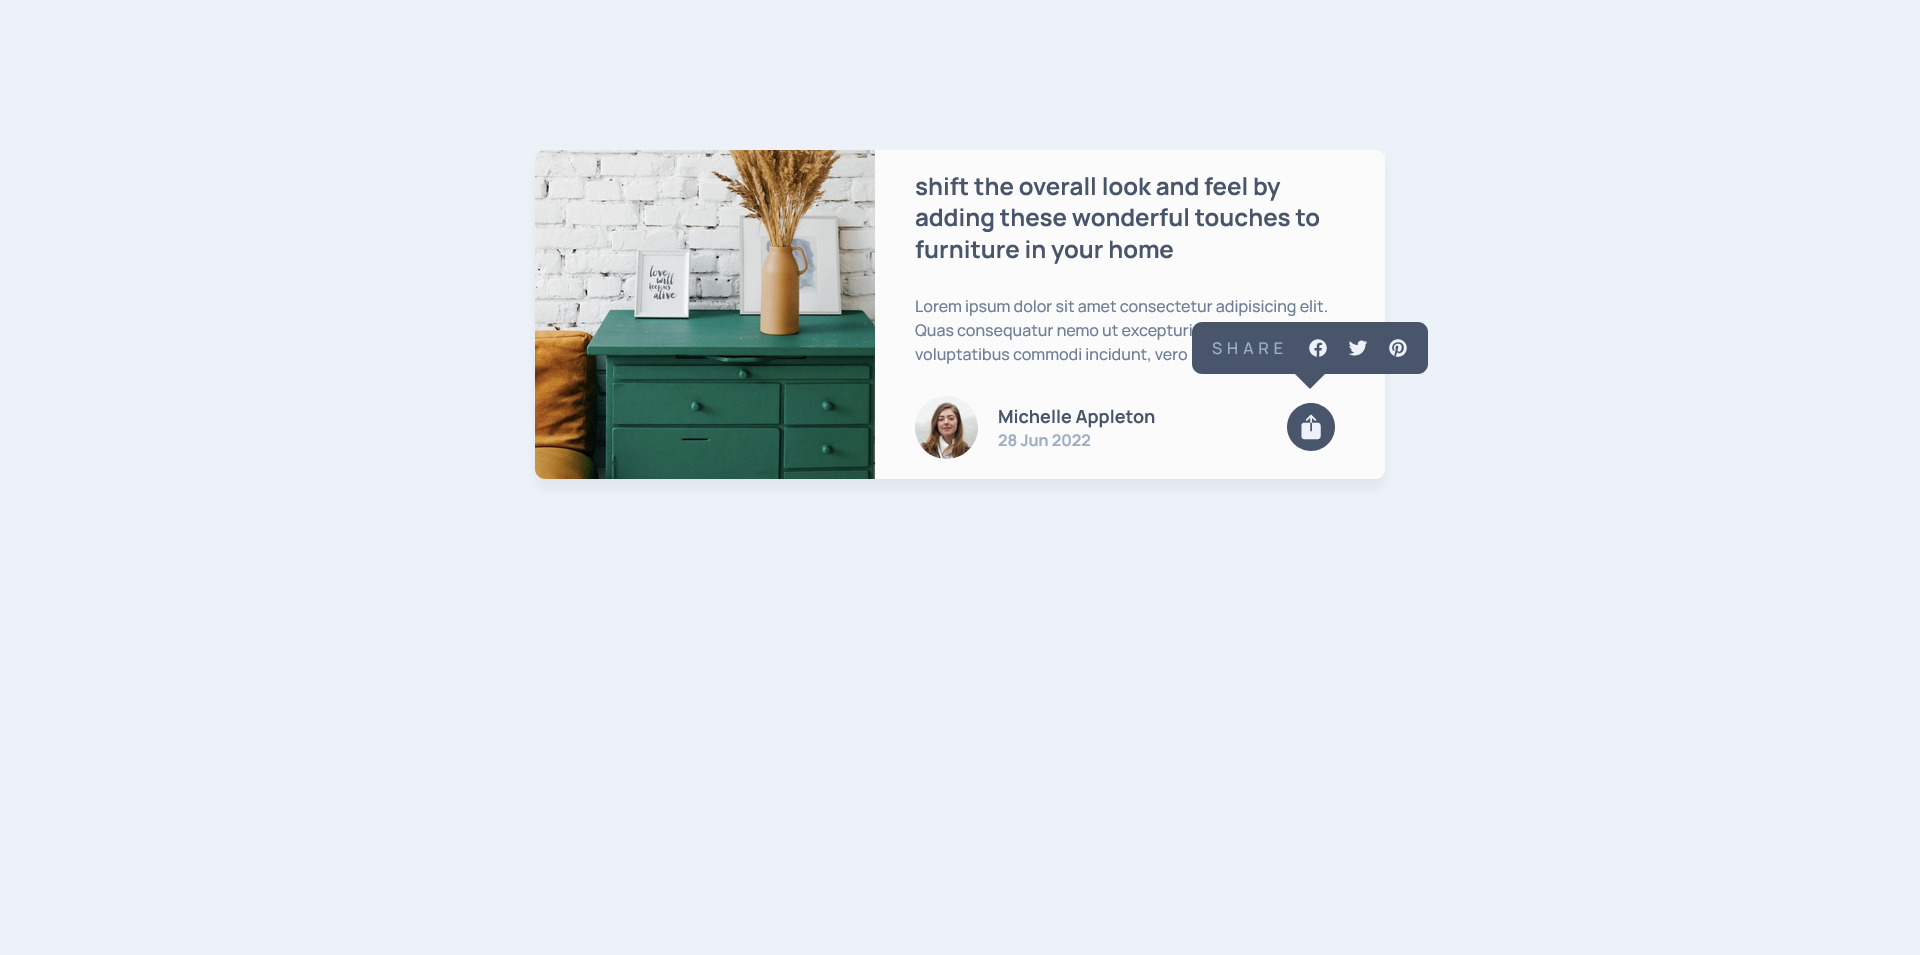 shift the overall look and feel by
adding these wonderful touches to
furniture in your home
Lorem ipsum dolor sit amet consectetur adipisicing elit.
Quas consequatur nemo ut excepturi
voluptatibus commodi incidunt, vero
SHARE
Michelle Appleton
28 Jun 2022
love
will
keep us
alive